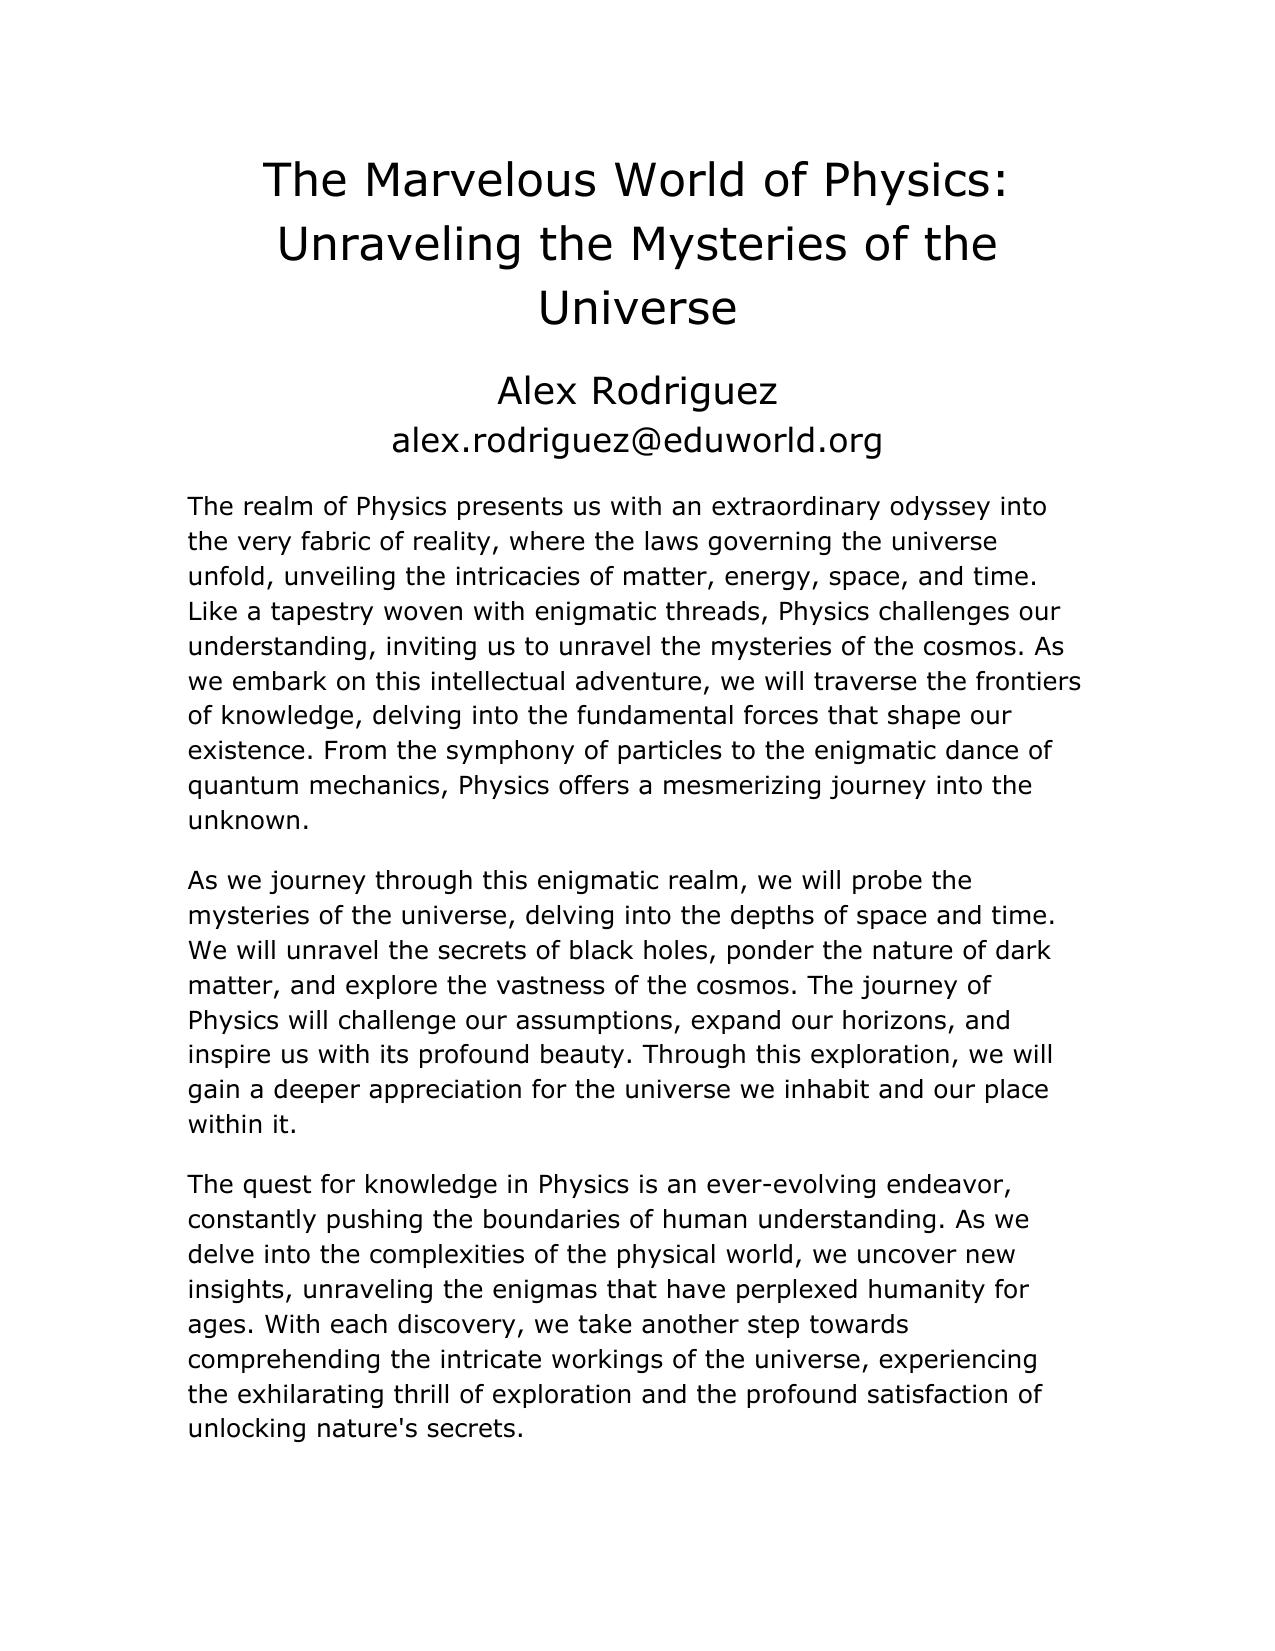 The Marvelous World of Physics:
Unraveling the Mysteries of the
Universe
Alex Rodriguez
alex.rodriguez@eduworld.org
The realm of Physics presents us with an extraordinary odyssey into
the very fabric of reality, where the laws governing the universe
unfold, unveiling the intricacies of matter, energy, space, and time.
Like a tapestry woven with enigmatic threads, Physics challenges our
understanding, inviting us to unravel the mysteries of the cosmos. As
we embark on this intellectual adventure, we will traverse the frontiers
of knowledge, delving into the fundamental forces that shape our
existence. From the symphony of particles to the enigmatic dance of
quantum mechanics, Physics offers a mesmerizing journey into the
unknown.
As we journey through this enigmatic realm, we will probe the
mysteries of the universe, delving into the depths of space and time.
We will unravel the secrets of black holes, ponder the nature of dark
matter, and explore the vastness of the cosmos. The journey of
Physics will challenge our assumptions, expand our horizons, and
inspire us with its profound beauty. Through this exploration, we will
gain a deeper appreciation for the universe we inhabit and our place
within it.
The quest for knowledge in Physics is an ever-evolving endeavor,
constantly pushing the boundaries of human understanding. As we
delve into the complexities of the physical world, we uncover new
insights, unraveling the enigmas that have perplexed humanity for
ages. With each discovery, we take another step towards
comprehending the intricate workings of the universe, experiencing
the exhilarating thrill of exploration and the profound satisfaction of
unlocking nature's secrets.